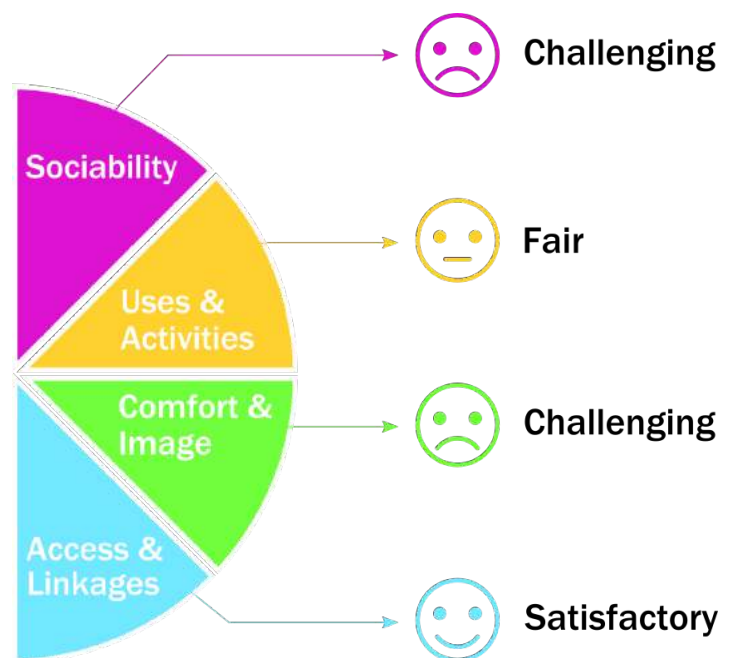 Challenging
Sociability
Fair
Uses &
Activities
Comfort &
Image
Challenging
Access &
Linkages
Satisfactory